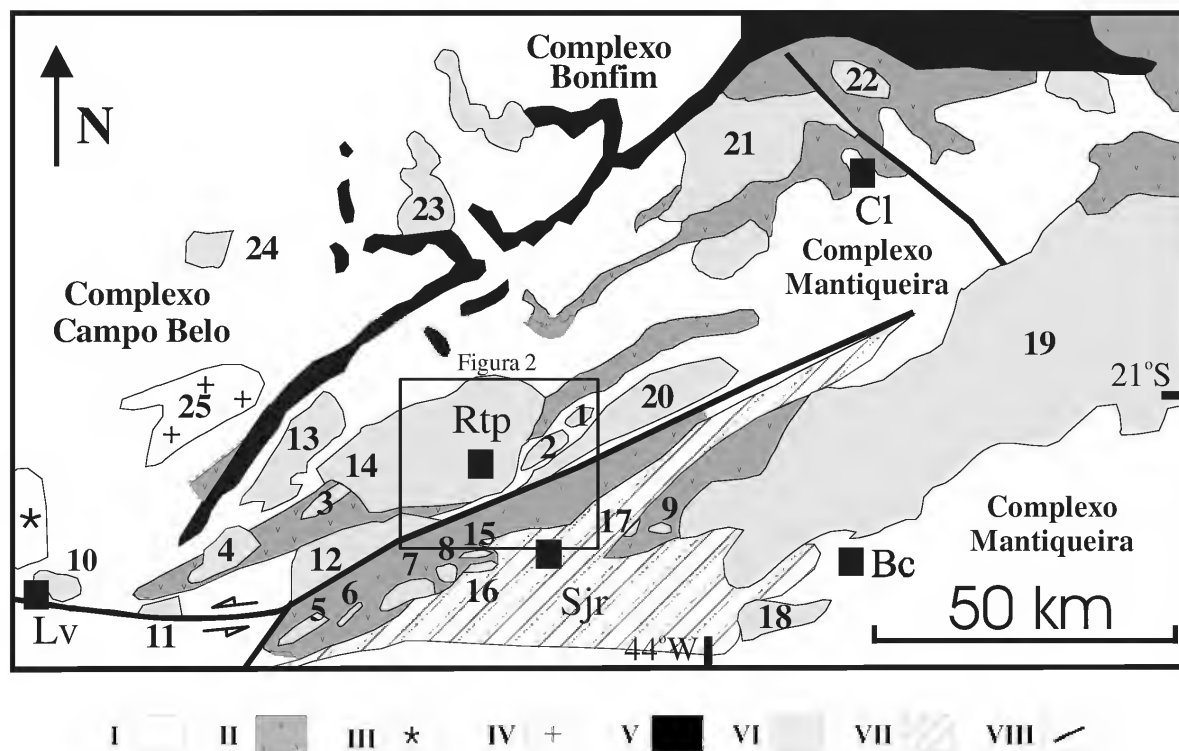 Complexo
Bonfim
N
22
21
Cl
23
24
Complexo
Mantiqueira
Complexo
Campo Belo
19
Figura 2
21°S
25
20
1
Rtp
13
2
14
3
17
9
15
Complexo
Mantiqueira
4
12
8
7
10
Bc
16
Sjr
6
5
18
50 km
Lv
11
44°W
I II III * IV + V VI VII VIII